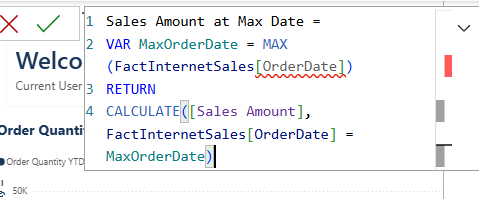 1 Sales Amount at Max Date =
2 VAR MaxOrderDate = MAX
(FactInternetSales[OrderDate])
3 RETURN
4 CALCULATE([Sales Amount],
FactInternetSales[OrderDate] =
MaxOrderDate)
Welco
Current User
Order Quanti
Order Quantity YTD
50K